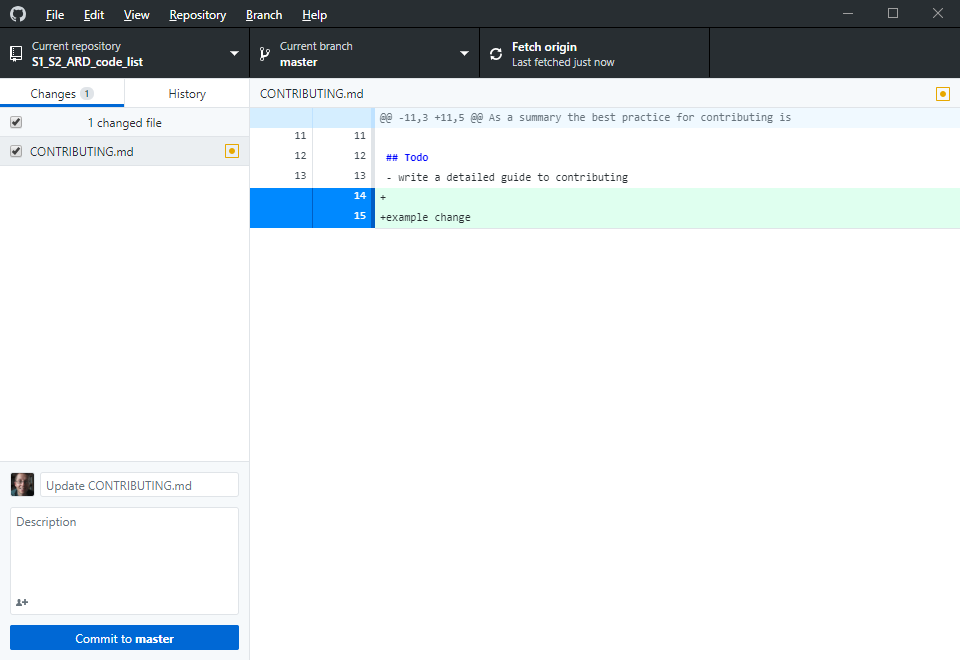 File Edit View Repository Branch Help
Current repository
S1_S2_ARD_code_list
Current branch
master
Fetch origin
Last fetched just now
Changes 1 History
1 changed file
CONTRIBUTING.md
CONTRIBUTING.md
@@ -11,3 +11,5 @@ As a summary the best practice for contributing is
11 11
12 12 ## Todo
13 13 - write a detailed guide to contributing
14 +
15 +example change
Update CONTRIBUTING.md
Description
Commit to master